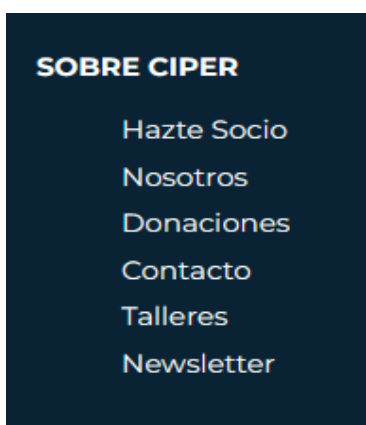 SOBRE CIPER
Hazte Socio
Nosotros
Donaciones
Contacto
Talleres
Newsletter